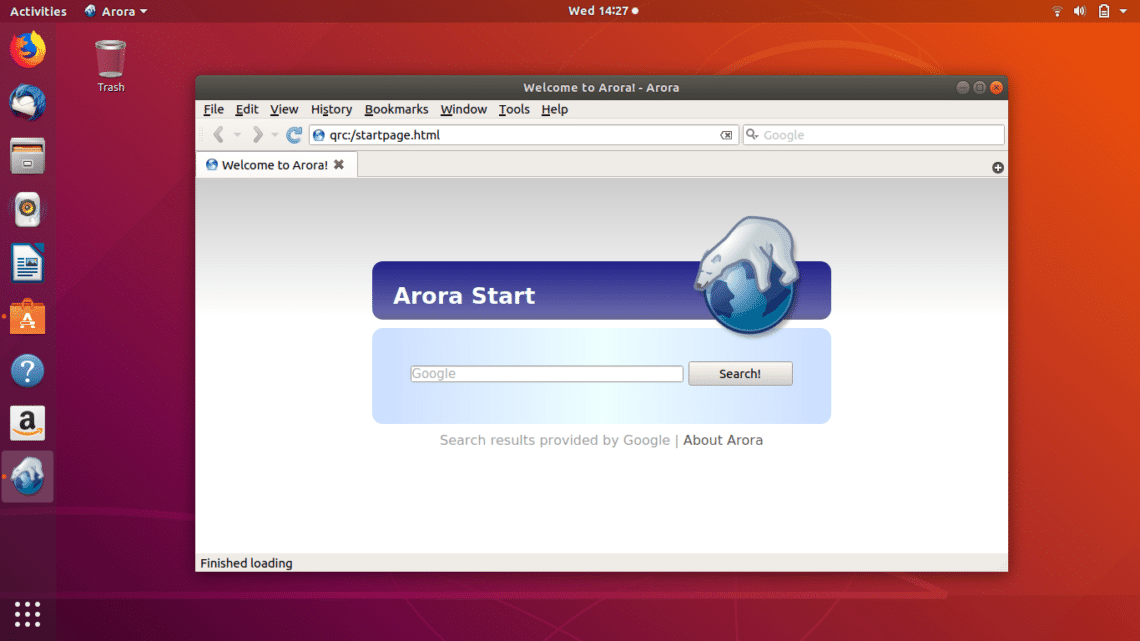 Activities Arora Wed 14:27
Trash
Welcome to Arora! - Arora
File Edit View History Bookmarks Window Tools Help
qrc:/startpage.html Google
Welcome to Arora!
Arora Start
Google Search!
Search results provided by Google | About Arora
Finished loading